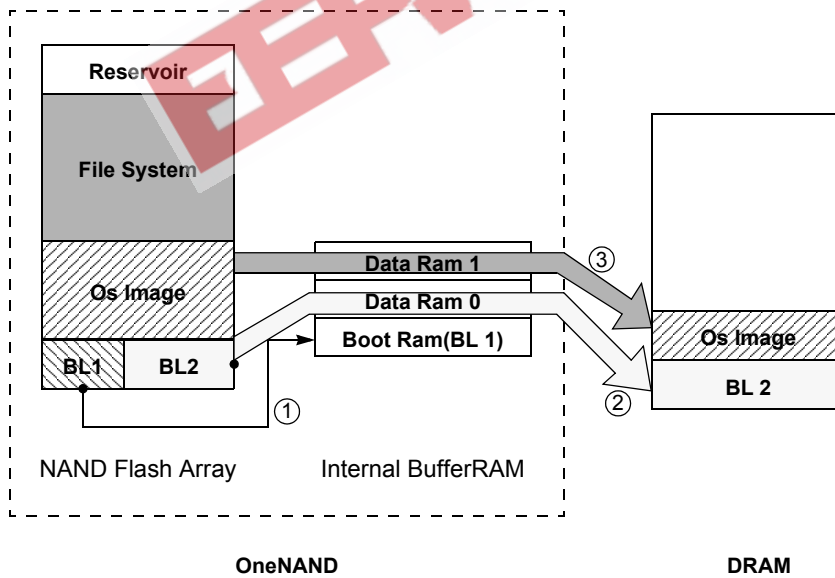 Reservoir
File System
Os Image
BL1
BL2
Data Ram 1
Data Ram 0
Boot Ram(BL 1)
①
②
③
Os Image
BL 2
NAND Flash Array
Internal BufferRAM
OneNAND
DRAM